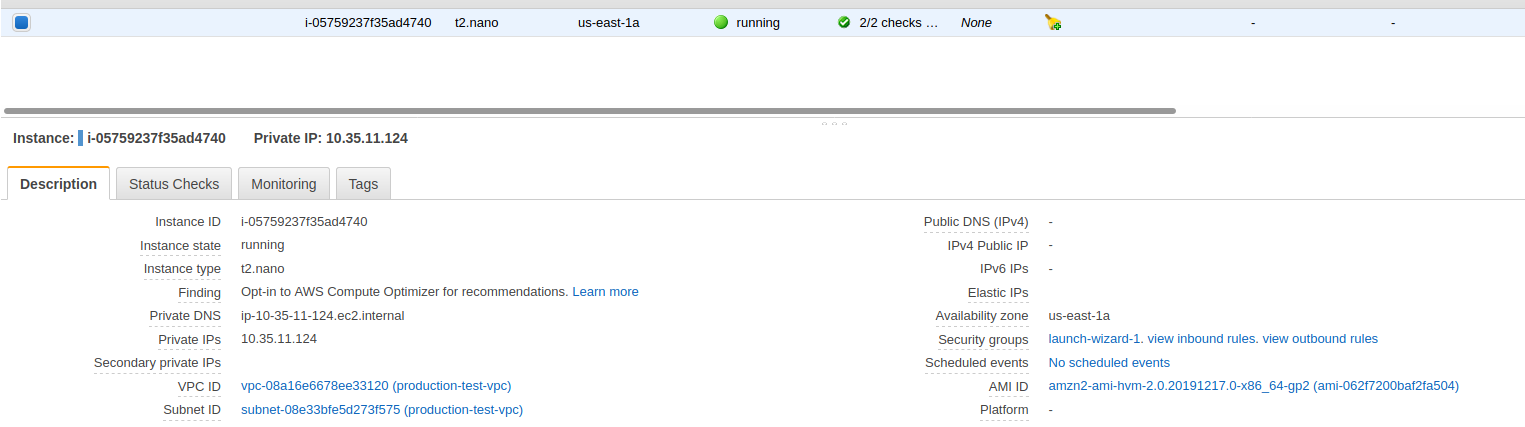 i-05759237f35ad4740 t2.nano us-east-1a running 2/2 checks … None - -
Instance: i-05759237f35ad4740 Private IP: 10.35.11.124
Description Status Checks Monitoring Tags
Instance ID i-05759237f35ad4740 Public DNS (IPv4) -
Instance state running IPv4 Public IP -
Instance type t2.nano IPv6 IPs -
Finding Opt-in to AWS Compute Optimizer for recommendations. Learn more Elastic IPs
Private DNS ip-10-35-11-124.ec2.internal Availability zone us-east-1a
Private IPs 10.35.11.124 Security groups launch-wizard-1. view inbound rules. view outbound rules
Secondary private IPs Scheduled events No scheduled events
VPC ID vpc-08a16e6678ee33120 (production-test-vpc) AMI ID amzn2-ami-hvm-2.0.20191217.0-x86_64-gp2 (ami-062f7200baf2fa504)
Subnet ID subnet-08e33bfe5d273f575 (production-test-vpc) Platform -